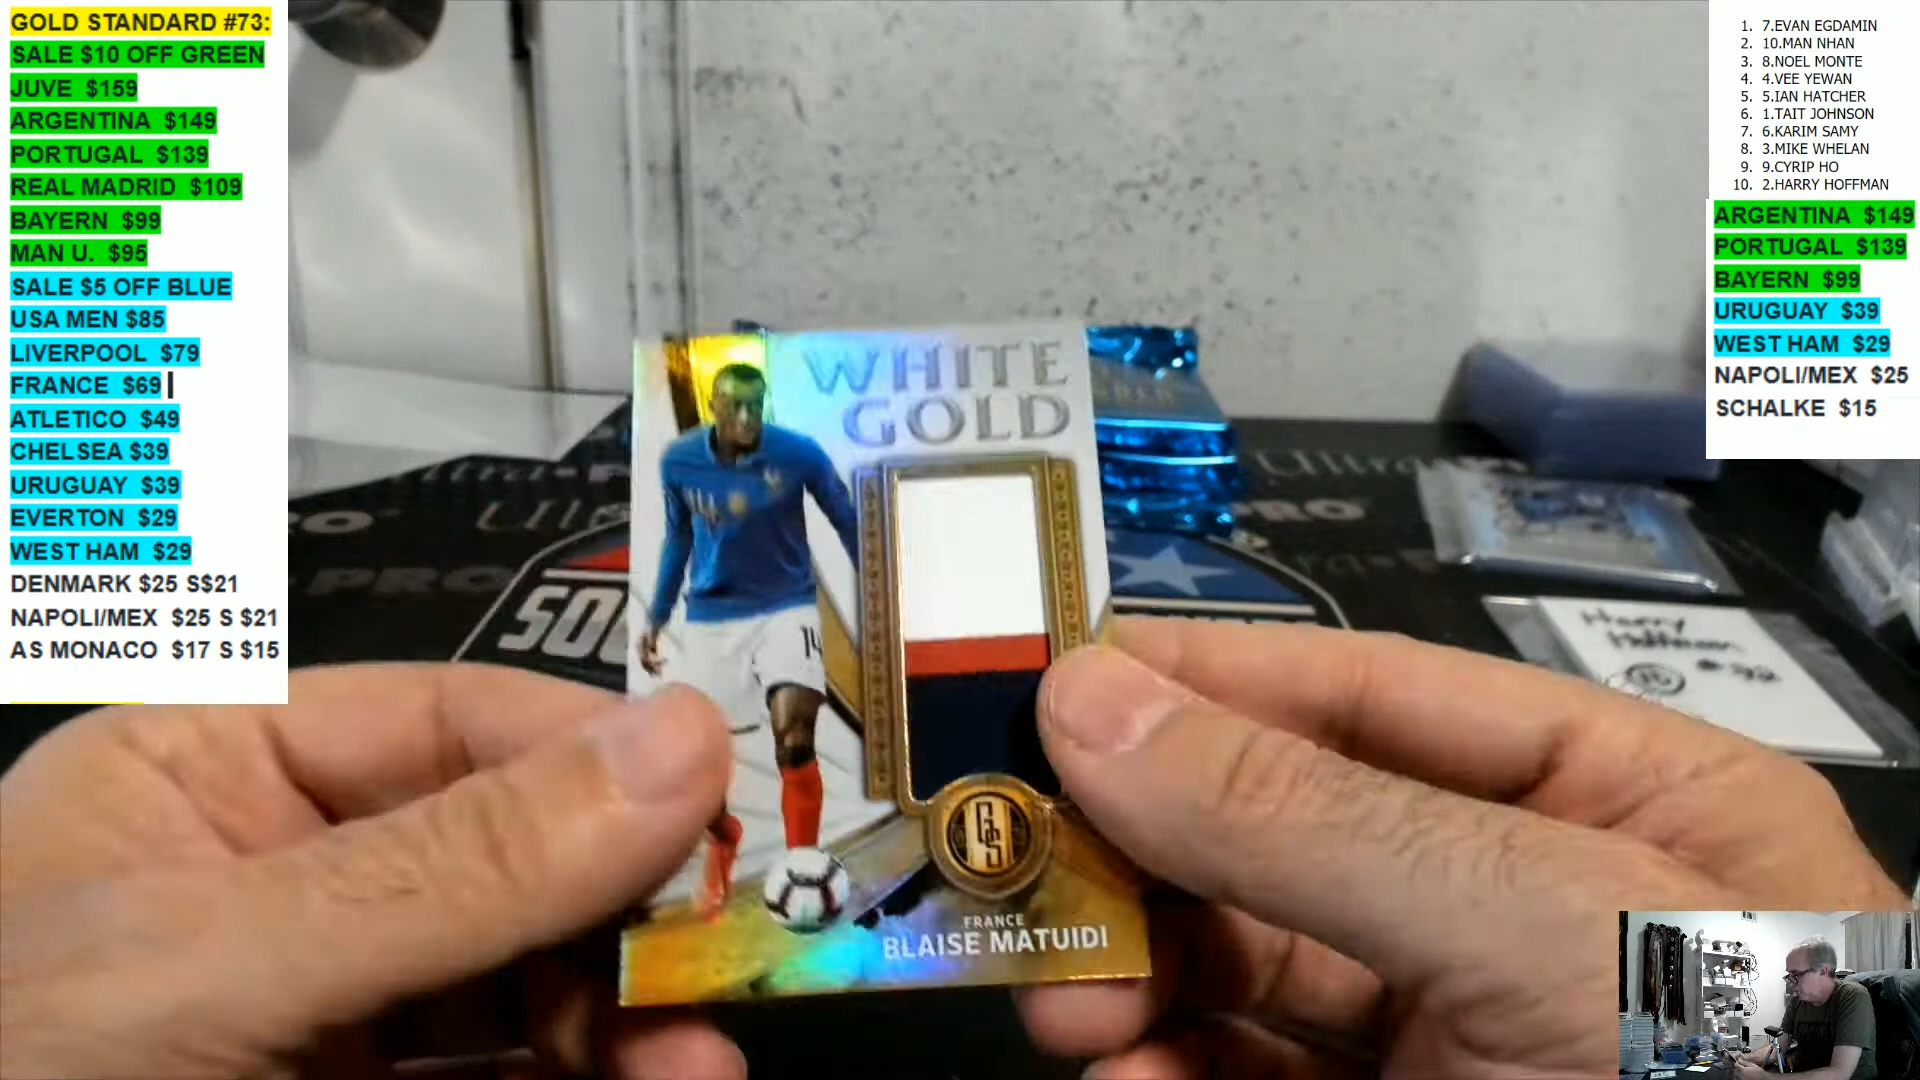 GOLD STANDARD #73:
SALE $10 OFF GREEN
JUVE $159
ARGENTINA $149
PORTUGAL $139
REAL MADRID $109
BAYERN $99
MAN U. $95
SALE $5 OFF BLUE
USA MEN $85
LIVERPOOL $79
FRANCE $69
ATLETICO $49
CHELSEA $39
URUGUAY $39
EVERTON $29
WEST HAM $29
DENMARK $25 S$21
NAPOLI/MEX $25 S $21
AS MONACO $17 S $15
1. 7.EVAN EGDAMIN
2. 10.MAN NHAN
3. 8.NOEL MONTE
4. 4.VEE YEWAN
5. 5.IAN HATCHER
6. 1.TAIT JOHNSON
7. 6.KARIM SAMY
8. 3.MIKE WHELAN
9. 9.CYRIP HO
10. 2.HARRY HOFFMAN
ARGENTINA $149
PORTUGAL $139
BAYERN $99
URUGUAY $39
WEST HAM $29
NAPOLI/MEX $25
SCHALKE $15
WHITE
GOLD
14
GS
FRANCE
BLAISE MATUIDI
PRO
SOC
Harry
Hoffman